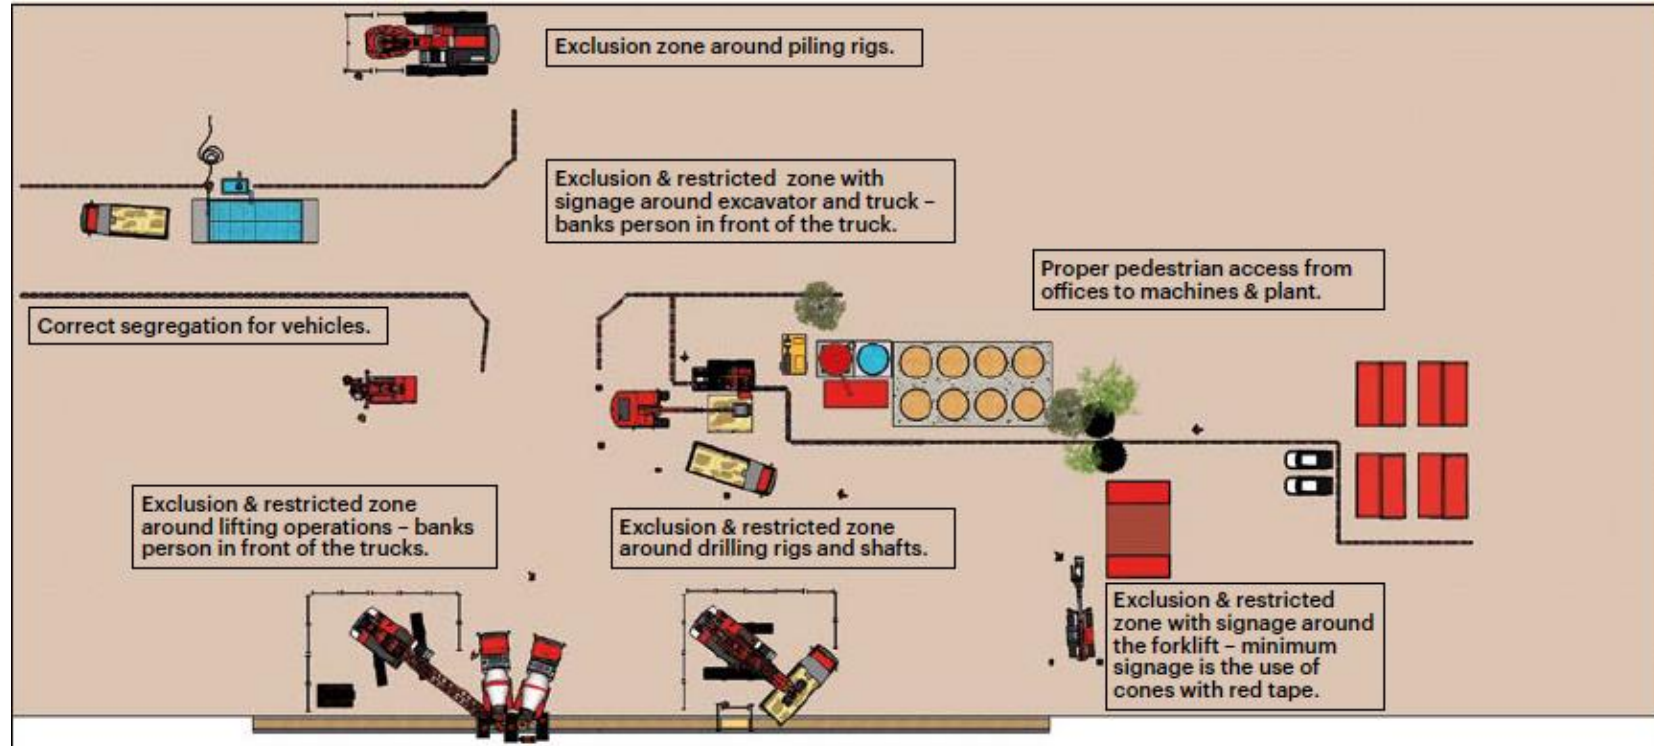 Exclusion zone around piling rigs.
Exclusion & restricted zone with
signage around excavator and truck –
banks person in front of the truck.
Proper pedestrian access from
offices to machines & plant.
Correct segregation for vehicles.
Exclusion & restricted zone
around lifting operations – banks
person in front of the trucks.
Exclusion & restricted zone
around drilling rigs and shafts.
Exclusion & restricted
zone with signage around
the forklift – minimum
signage is the use of
cones with red tape.